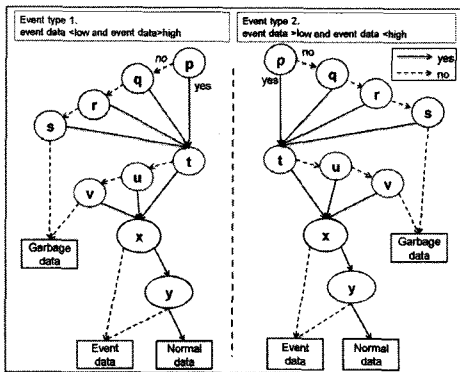 Event type 1.
event data <low and event data>high
Event type 2.
event data >low and event data <high
yes
no
no
p
q
r
s
yes
t
u
v
x
y
Garbage
data
Event
data
Normal
data
no
p
q
r
s
yes
t
u
v
x
y
Garbage
data
Event
data
Normal
data